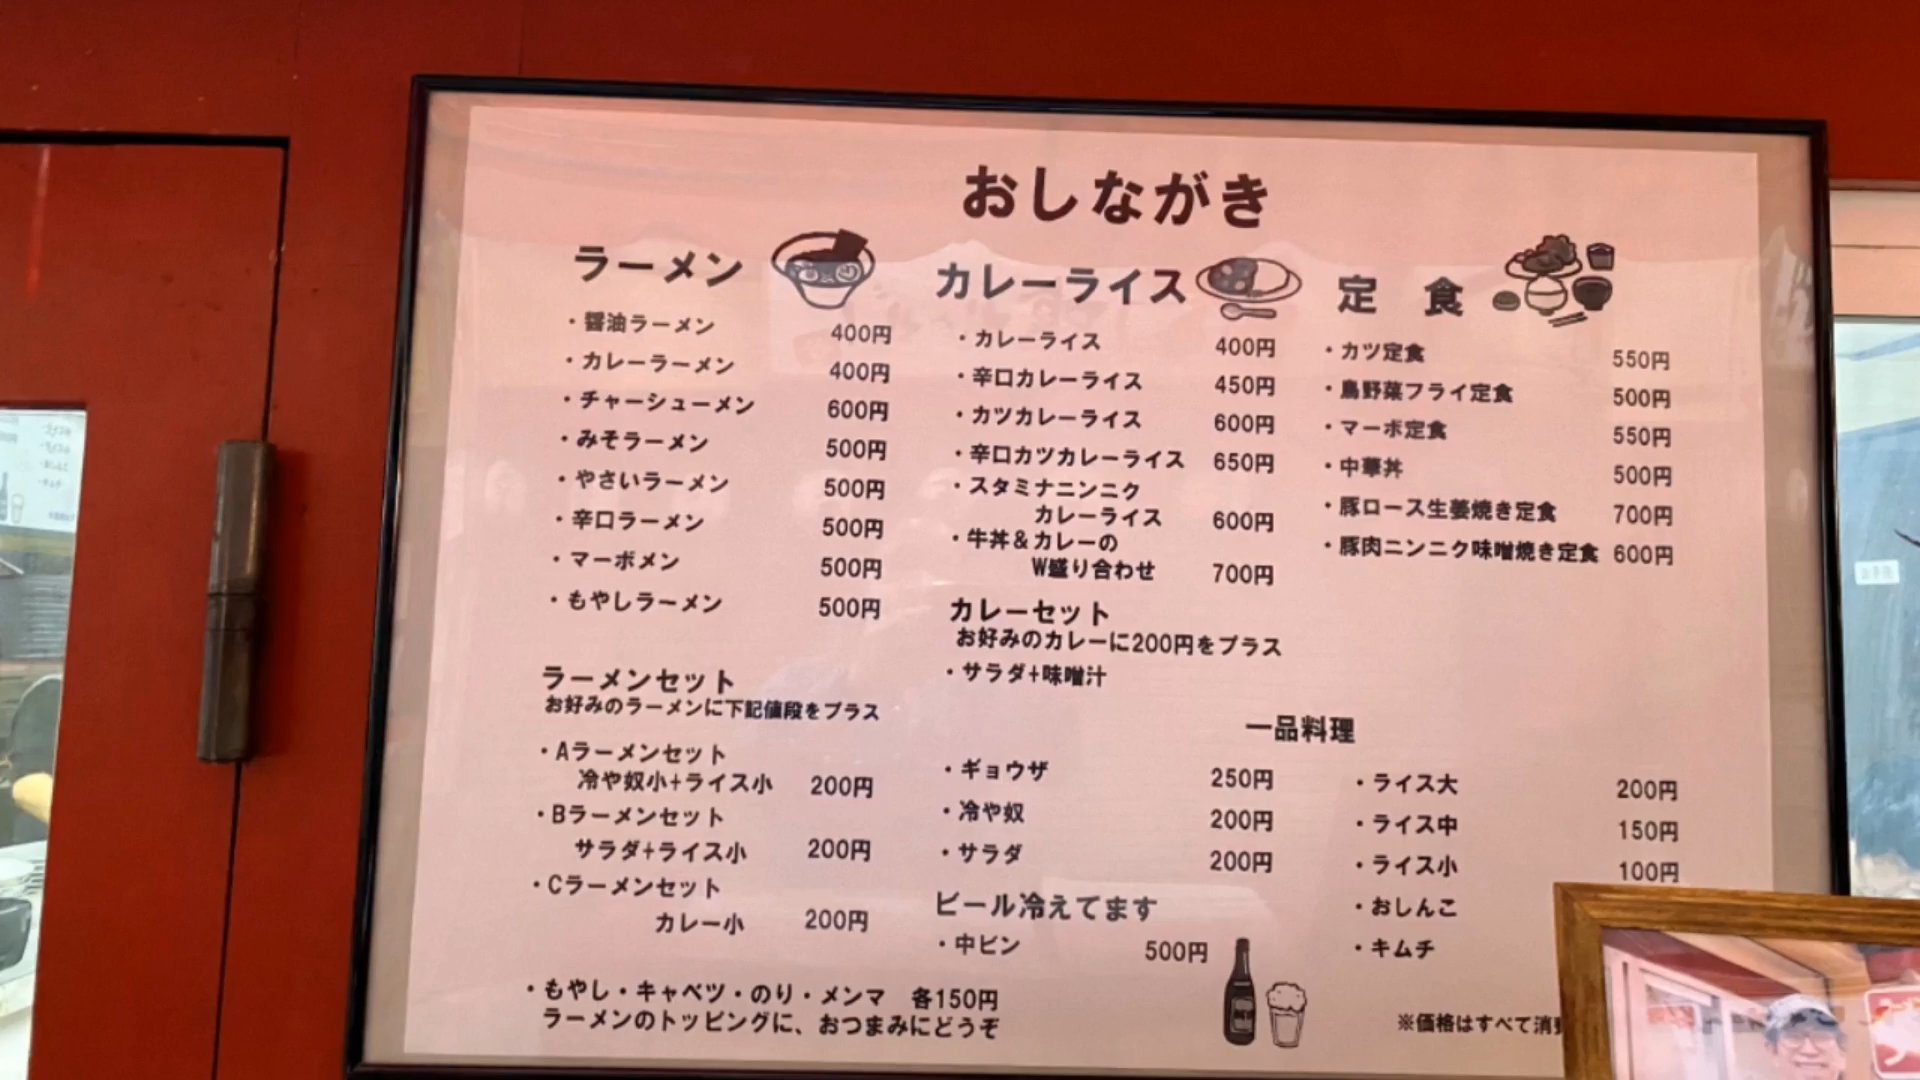 おしながき
ラーメン
・醤油ラーメン 400円
・カレーラーメン 400円
・チャーシューメン 600円
・みそラーメン 500円
・やさいラーメン 500円
・辛口ラーメン 500円
・マーボメン 500円
・もやしラーメン 500円
ラーメンセット
お好みのラーメンに下記値段をプラス
・Aラーメンセット
冷や奴小+ライス小 200円
・Bラーメンセット
サラダ+ライス小 200円
・Cラーメンセット
カレー小 200円
・もやし・キャベツ・のり・メンマ 各150円
ラーメンのトッピングに、おつまみにどうぞ
カレーライス
・カレーライス 400円
・辛口カレーライス 450円
・カツカレーライス 600円
・辛口カツカレーライス 650円
・スタミナニンニク
カレーライス 600円
・牛丼&カレーの
W盛り合わせ 700円
カレーセット
お好みのカレーに200円をプラス
・サラダ+味噌汁
定 食
・カツ定食 550円
・鳥野菜フライ定食 500円
・マーボ定食 550円
・中華丼 500円
・豚ロース生姜焼き定食 700円
・豚肉ニンニク味噌焼き定食 600円
一品料理
・ギョウザ 250円
・冷や奴 200円
・サラダ 200円
・ライス大 200円
・ライス中 150円
・ライス小 100円
・おしんこ
・キムチ
ビール冷えてます
・中ビン 500円
※価格はすべて消